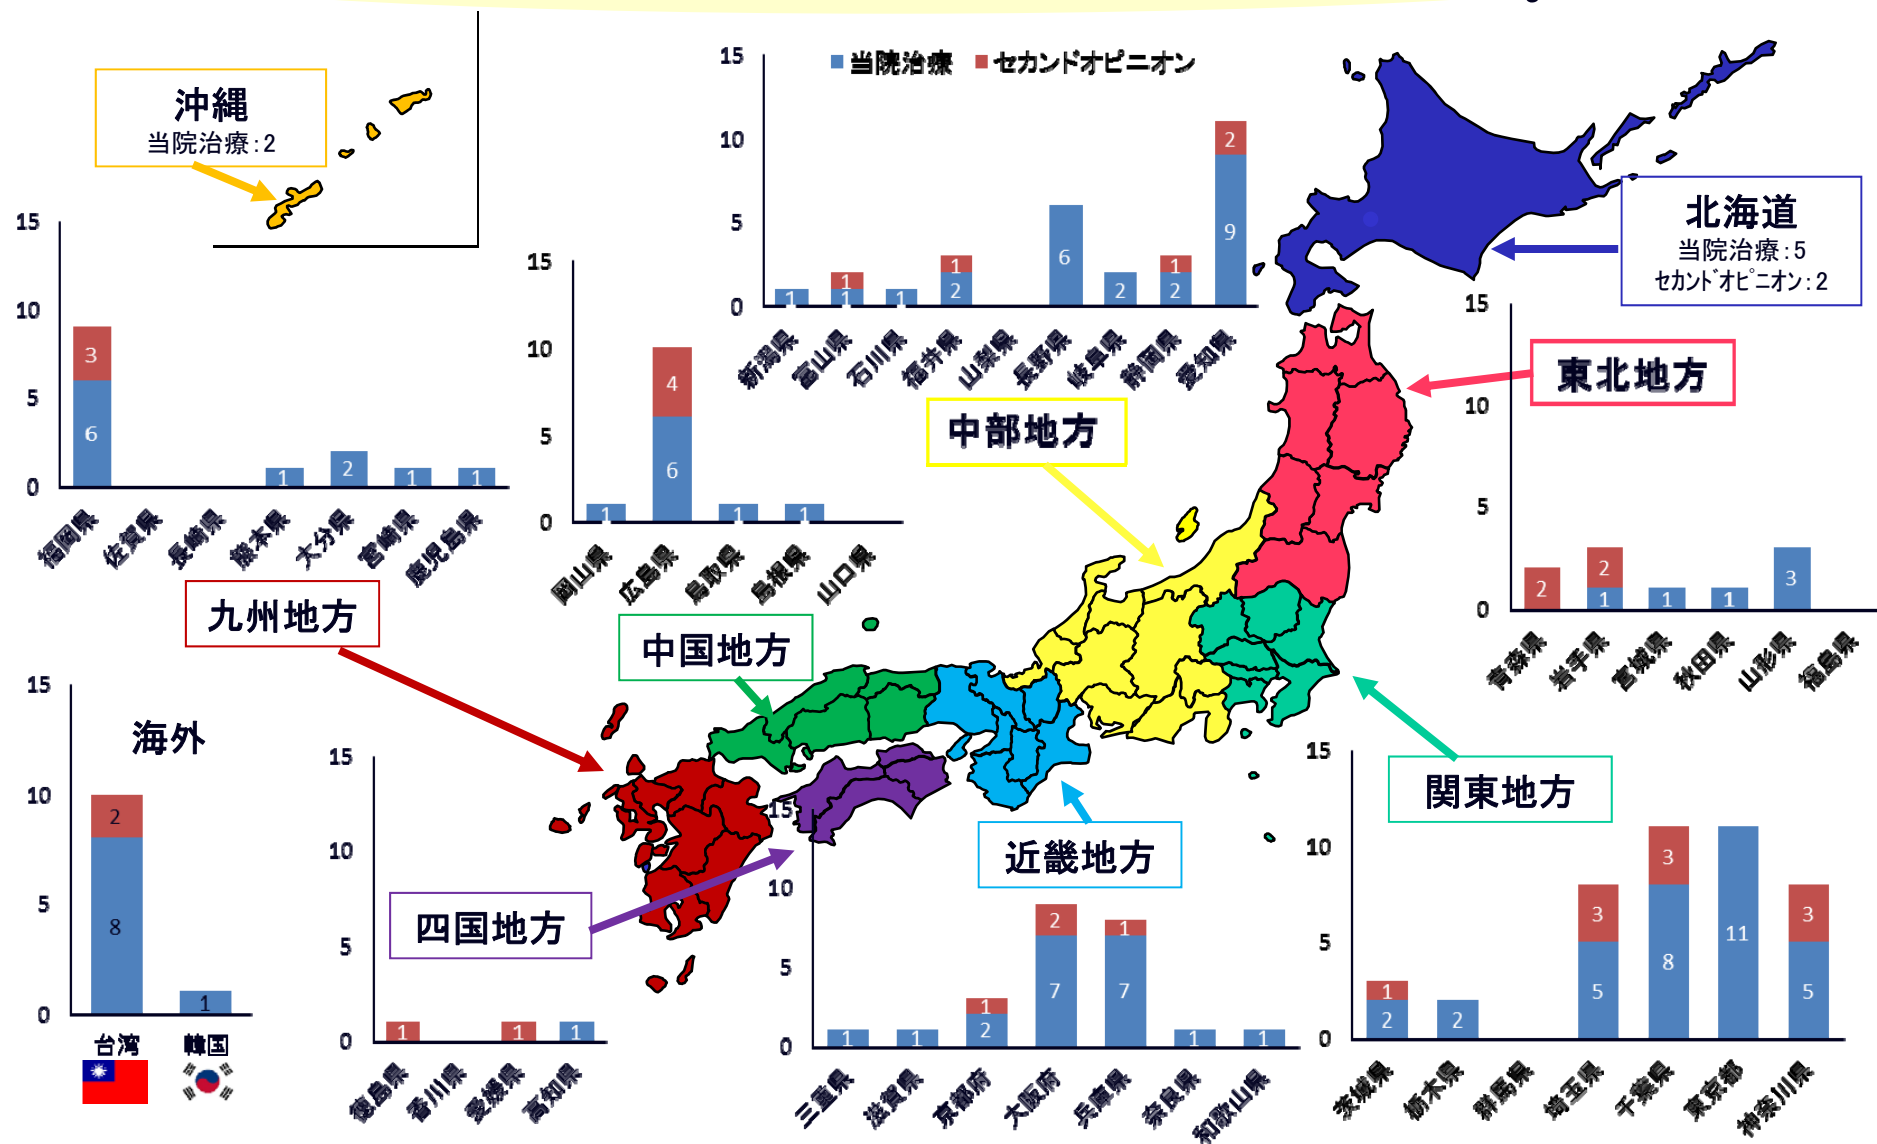 沖縄
当院治療：2
15
10
5
0
3
6
1
2
1
1
福岡県
佐賀県
長崎県
熊本県
大分県
宮崎県
鹿児島県
九州地方
15
10
5
0
1
4
6
1
1
岡山県
広島県
鳥取県
島根県
山口県
中国地方
当院治療 セカンドオピニオン
15
10
5
0
1
1
1
1
1
2
6
2
1
2
2
9
新潟県
富山県
石川県
福井県
山梨県
長野県
岐阜県
静岡県
愛知県
中部地方
北海道
当院治療：5
セカンドオピニオン：2
東北地方
15
10
5
0
2
2
1
1
1
3
青森県
岩手県
宮城県
秋田県
山形県
福島県
海外
15
10
5
0
2
8
1
台湾
韓国
四国地方
15
10
5
0
1
1
1
徳島県
香川県
愛媛県
高知県
近畿地方
15
10
5
0
1
1
1
2
2
7
1
7
1
1
三重県
滋賀県
京都府
大阪府
兵庫県
奈良県
和歌山県
関東地方
15
10
5
0
1
2
2
3
5
3
8
11
3
5
茨城県
栃木県
群馬県
埼玉県
千葉県
東京都
神奈川県